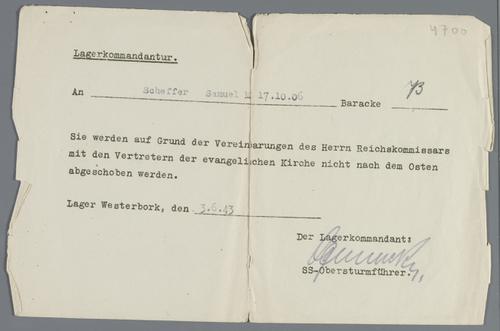 4700
Lagerkommandantur.
An Scheffer Samuel I 17.10.06 Baracke 73
Sie werden auf Grund der Vereinbarungen des Herrn Reichskommissars
mit den Vertretern der evangelischen Kirche nicht nach dem Osten
abgeschoben werden.
Lager Westerbork, den 3.6.43
Der Lagerkommandant:
SS-Obersturmführer.